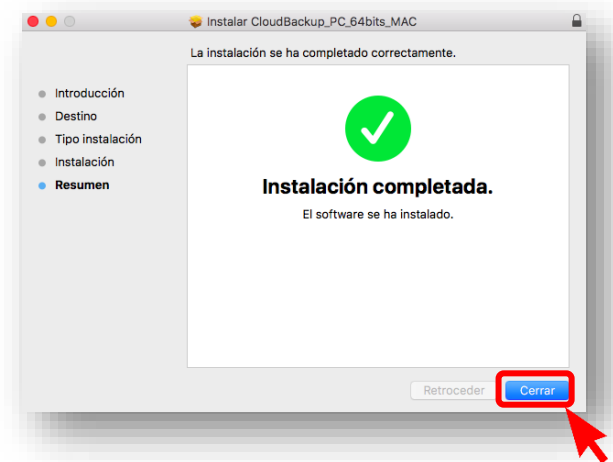 Instalar CloudBackup_PC_64bits_MAC
La instalación se ha completado correctamente.
Introducción
Destino
Tipo instalación
Instalación
Resumen
Instalación completada.
El software se ha instalado.
Retroceder
Cerrar